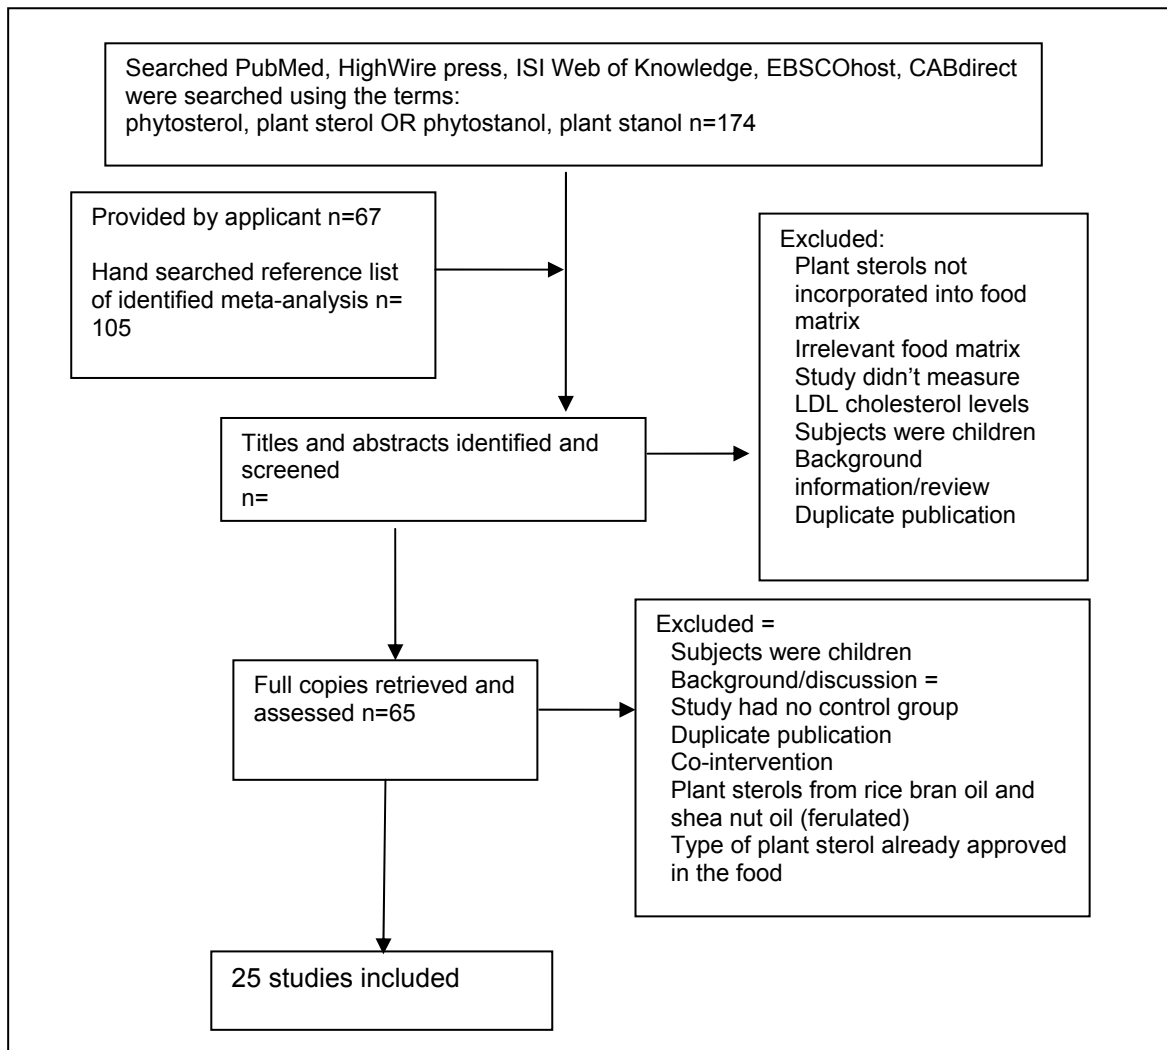 Searched PubMed, HighWire press, ISI Web of Knowledge, EBSCOhost, CABdirect
were searched using the terms:
phytosterol, plant sterol OR phytostanol, plant stanol n=174
Provided by applicant n=67
Hand searched reference list
of identified meta-analysis n=
105
Excluded:
Plant sterols not
incorporated into food
matrix
Irrelevant food matrix
Study didn’t measure
LDL cholesterol levels
Subjects were children
Background
information/review
Duplicate publication
Titles and abstracts identified and
screened
n=
Excluded =
Subjects were children
Background/discussion =
Study had no control group
Duplicate publication
Co-intervention
Plant sterols from rice bran oil and
shea nut oil (ferulated)
Type of plant sterol already approved
in the food
Full copies retrieved and
assessed n=65
25 studies included